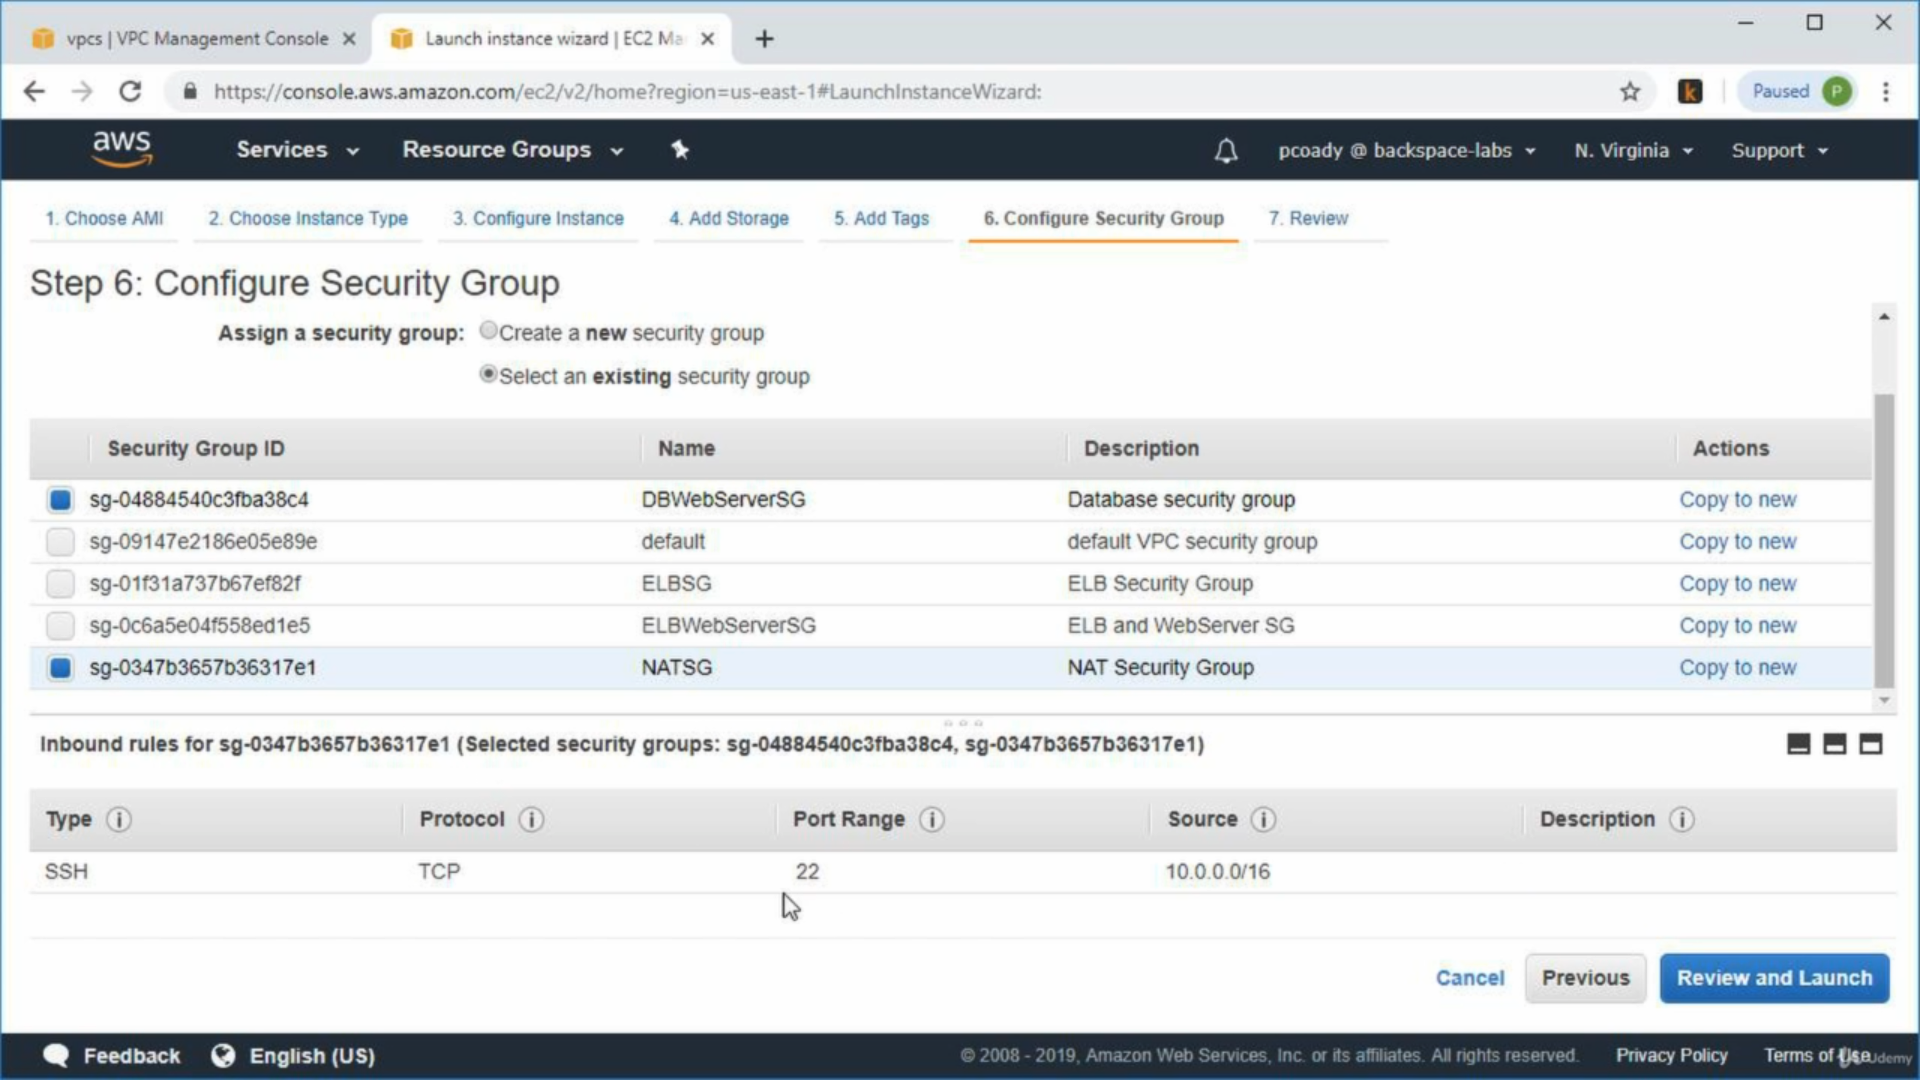 vpcs | VPC Management Console
Launch instance wizard | EC2 Ma
https://console.aws.amazon.com/ec2/v2/home?region=us-east-1#LaunchInstanceWizard:
k
Paused P
aws
Services
Resource Groups
pcoady @ backspace-labs
N. Virginia
Support
1. Choose AMI
2. Choose Instance Type
3. Configure Instance
4. Add Storage
5. Add Tags
6. Configure Security Group
7. Review
Step 6: Configure Security Group
Assign a security group: Create a new security group
Select an existing security group
Security Group ID Name Description Actions
sg-04884540c3fba38c4 DBWebServerSG Database security group Copy to new
sg-09147e2186e05e89e default default VPC security group Copy to new
sg-01f31a737b67ef82f ELBSG ELB Security Group Copy to new
sg-0c6a5e04f558ed1e5 ELBWebServerSG ELB and WebServer SG Copy to new
sg-0347b3657b36317e1 NATSG NAT Security Group Copy to new
Inbound rules for sg-0347b3657b36317e1 (Selected security groups: sg-04884540c3fba38c4, sg-0347b3657b36317e1)
Type i Protocol i Port Range i Source i Description i
SSH TCP 22 10.0.0.0/16
Cancel Previous Review and Launch
Feedback English (US) © 2008 - 2019, Amazon Web Services, Inc. or its affiliates. All rights reserved. Privacy Policy Terms of Use
Udemy